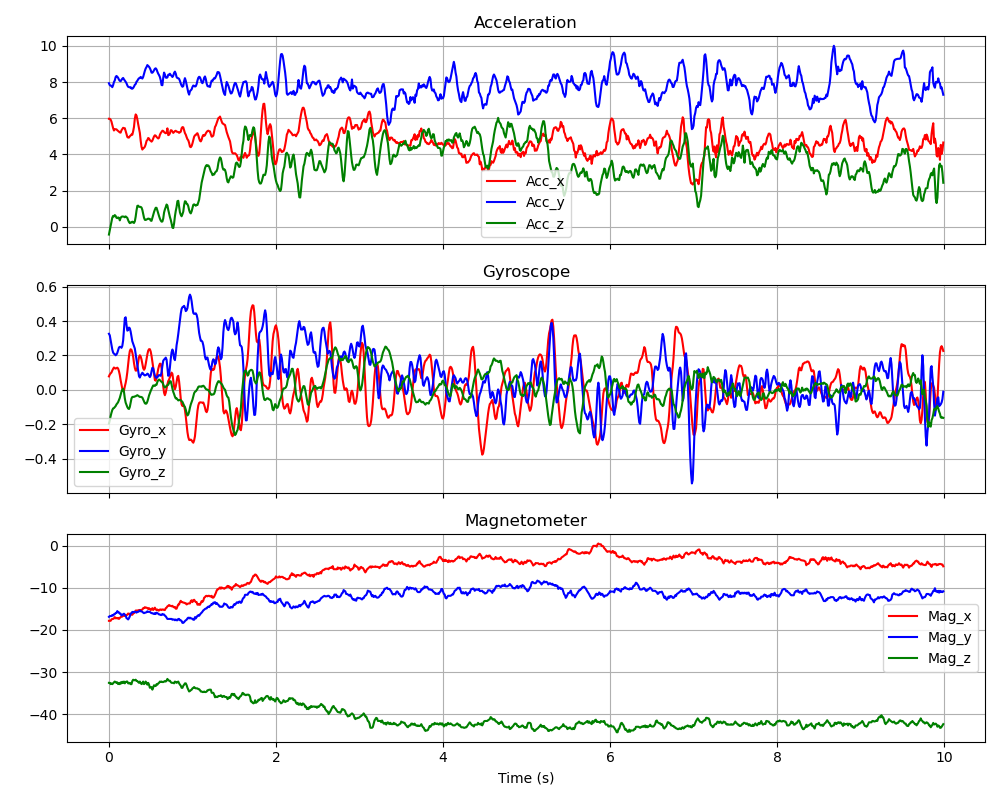 Acceleration
10
8
6
4
2
0
Acc_x
Acc_y
Acc_z
Gyroscope
0.6
0.4
0.2
0.0
−0.2
−0.4
Gyro_x
Gyro_y
Gyro_z
Magnetometer
0
−10
−20
−30
−40
Mag_x
Mag_y
Mag_z
0 2 4 6 8 10
Time (s)